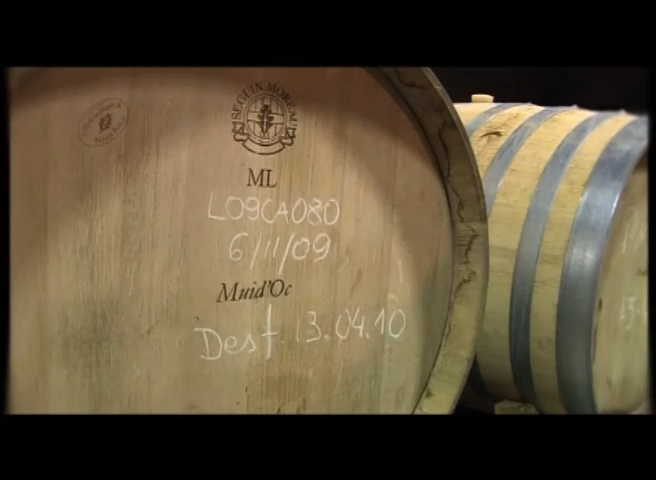 SEGUIN MOREAU
ML
L09CA080
6/11/09
Muid'Oc
Dest. 13.04.10